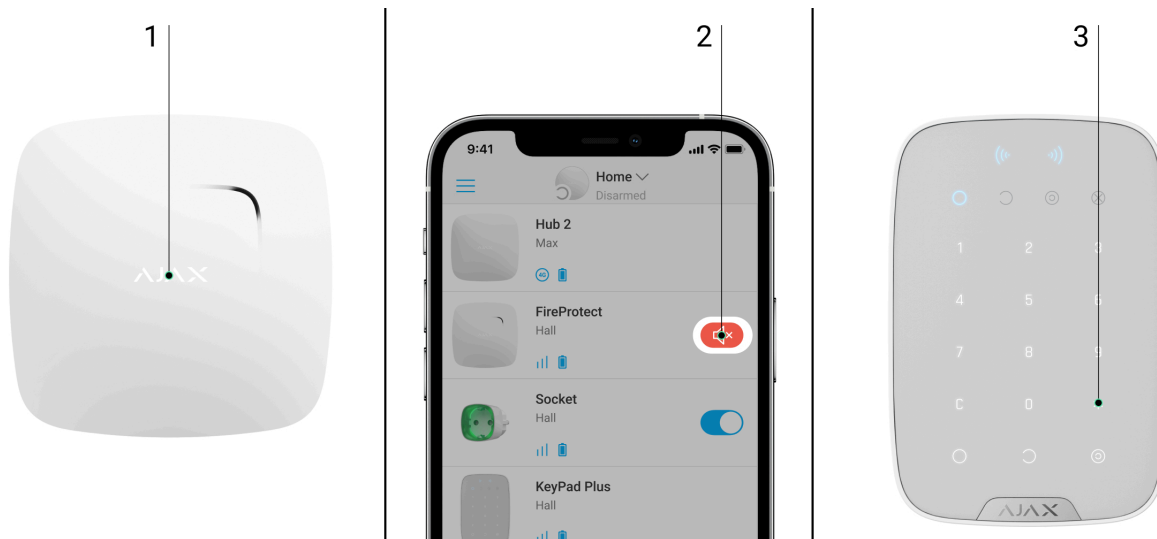 1
2
3
AJAX
9:41
Home
Disarmed
Hub 2
Max
4G
FireProtect
Hall
Socket
Hall
KeyPad Plus
Hall
1 2 3
4 5 6
7 8 9
C 0
AJAX